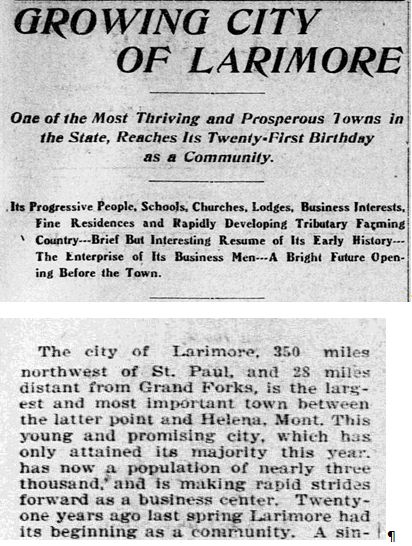 GROWING CITY
OF LARIMORE
One of the Most Thriving and Prosperous Towns in
the State, Reaches Its Twenty-First Birthday
as a Community.
Its Progressive People, Schools, Churches, Lodges, Business Interests,
Fine Residences and Rapidly Developing Tributary Farming
Country---Brief But Interesting Resume of Its Early History---
The Enterprise of Its Business Men---A Bright Future Open-
ing Before the Town.
The city of Larimore, 350 miles
northwest of St. Paul, and 28 miles
distant from Grand Forks, is the larg-
est and most important town between
the latter point and Helena, Mont. This
young and promising city, which has
only attained its majority this year,
has now a population of nearly three
thousand, and is making rapid strides
forward as a business center. Twenty-
one years ago last spring Larimore had
its beginning as a community. A sin- ¶